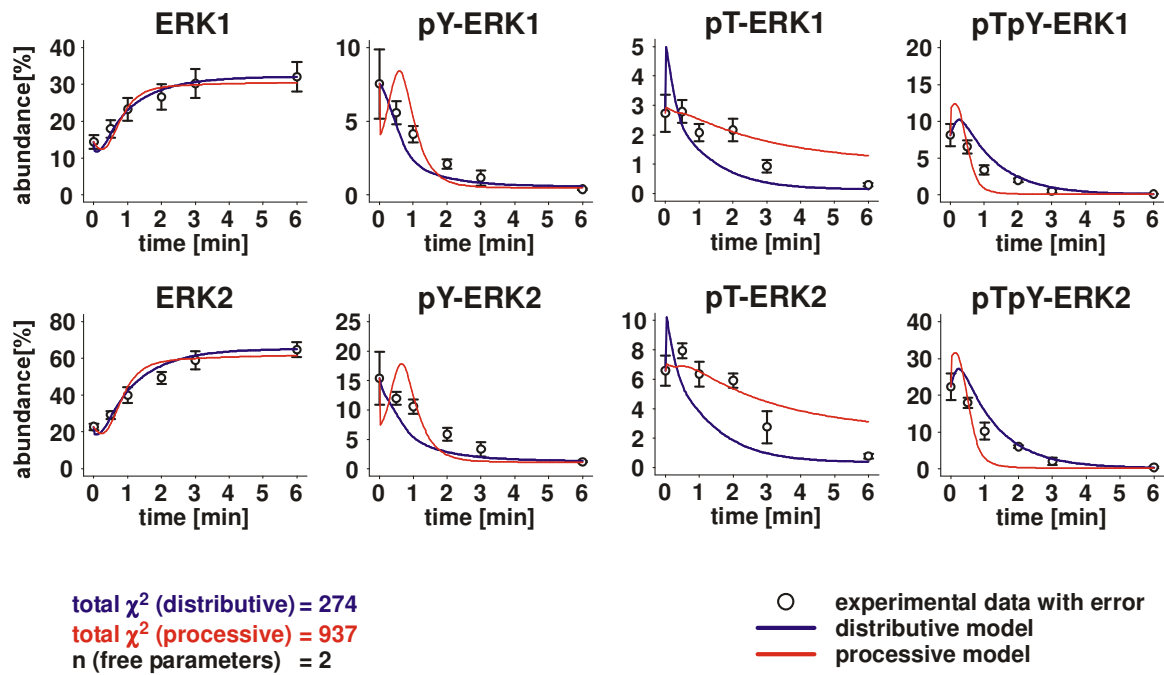 ERK1
pY-ERK1
pT-ERK1
pTpY-ERK1
abundance[%]
40
30
20
10
0
0 1 2 3 4 5 6
time [min]
10
5
0
0 1 2 3 4 5 6
time [min]
5
4
3
2
1
0
0 1 2 3 4 5 6
time [min]
20
15
10
5
0
0 1 2 3 4 5 6
time [min]
ERK2
pY-ERK2
pT-ERK2
pTpY-ERK2
abundance[%]
80
60
40
20
0
0 1 2 3 4 5 6
time [min]
25
20
15
10
5
0
0 1 2 3 4 5 6
time [min]
10
8
6
4
2
0
0 1 2 3 4 5 6
time [min]
40
30
20
10
0
0 1 2 3 4 5 6
time [min]
total χ² (distributive) = 274
total χ² (processive) = 937
n (free parameters) = 2
experimental data with error
distributive model
processive model